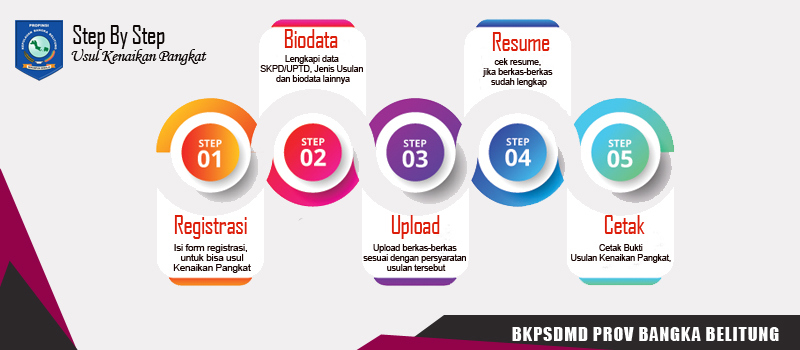 PROPINSI
KEPULAUAN BANGKA BELITUNG
Step By Step
Usul Kenaikan Pangkat
STEP
01
Registrasi
Isi form registrasi,
untuk bisa usul
Kenaikan Pangkat
Biodata
Lengkapi data
SKPD/UPTD, Jenis Usulan
dan biodata lainnya
STEP
02
STEP
03
Upload
Upload berkas-berkas
sesuai dengan persyaratan
usulan tersebut
Resume
cek resume,
jika berkas-berkas
sudah lengkap
STEP
04
STEP
05
Cetak
Cetak Bukti
Usulan Kenaikan Pangkat,
BKPSDMD PROV BANGKA BELITUNG